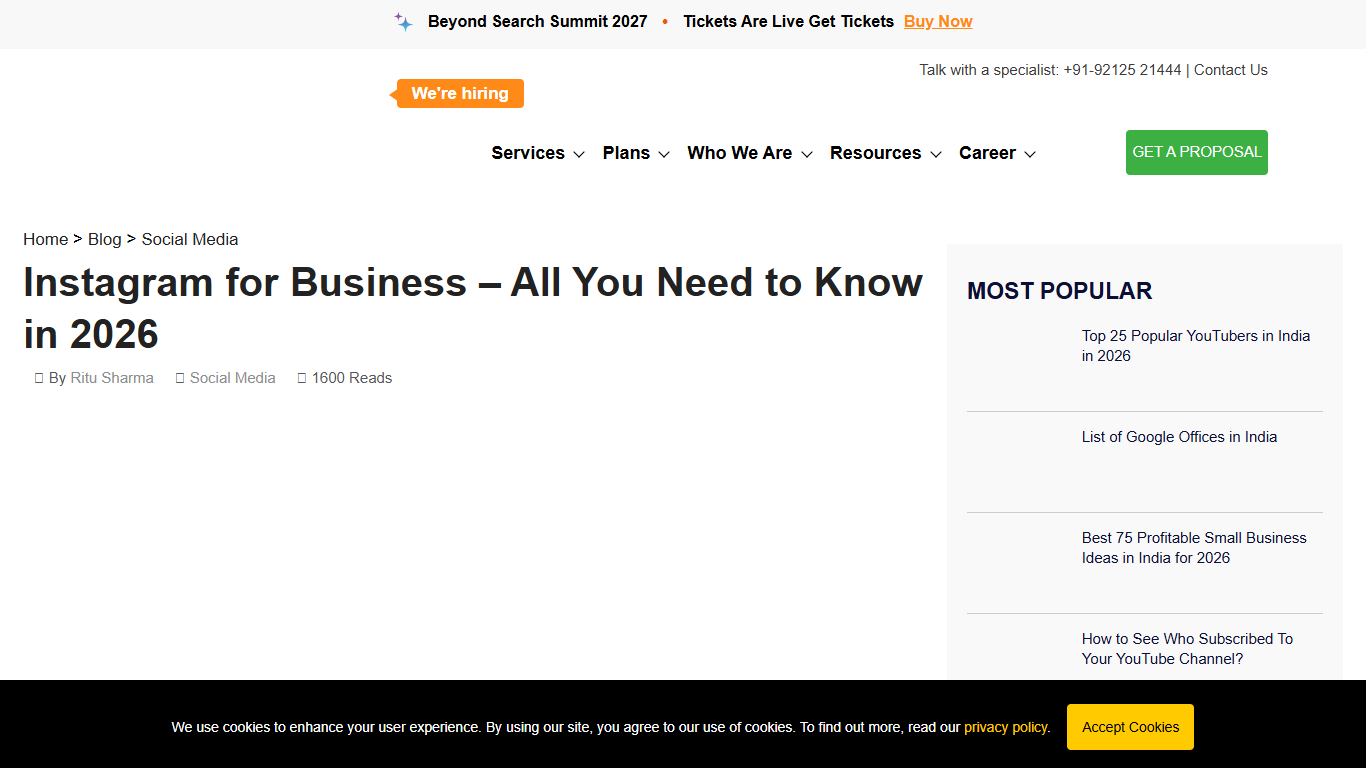 Beyond Search Summit 2027 • Tickets Are Live Get Tickets Buy Now
Talk with a specialist: +91-92125 21444 | Contact Us
We're hiring
Services Plans Who We Are Resources Career
GET A PROPOSAL
Home > Blog > Social Media
Instagram for Business – All You Need to Know
in 2026
By Ritu Sharma Social Media 1600 Reads
MOST POPULAR
Top 25 Popular YouTubers in India
in 2026
List of Google Offices in India
Best 75 Profitable Small Business
Ideas in India for 2026
How to See Who Subscribed To
Your YouTube Channel?
We use cookies to enhance your user experience. By using our site, you agree to our use of cookies. To find out more, read our privacy policy.
Accept Cookies